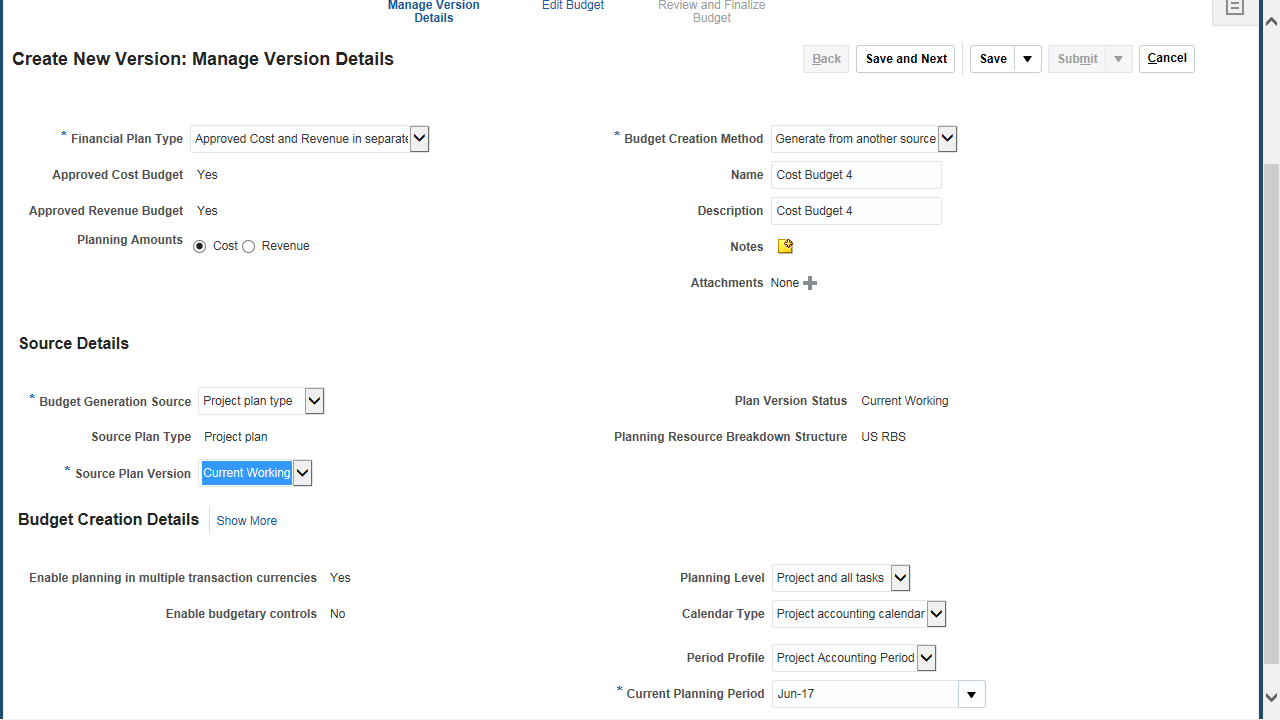 Manage Version
Details
Edit Budget
Review and Finalize
Budget
Create New Version: Manage Version Details
Back
Save and Next
Save
Submit
Cancel
* Financial Plan Type Approved Cost and Revenue in separate
Approved Cost Budget Yes
Approved Revenue Budget Yes
Planning Amounts Cost Revenue
* Budget Creation Method Generate from another source
Name Cost Budget 4
Description Cost Budget 4
Notes
Attachments None
Source Details
* Budget Generation Source Project plan type
Source Plan Type Project plan
* Source Plan Version Current Working
Plan Version Status Current Working
Planning Resource Breakdown Structure US RBS
Budget Creation Details Show More
Enable planning in multiple transaction currencies Yes
Enable budgetary controls No
Planning Level Project and all tasks
Calendar Type Project accounting calendar
Period Profile Project Accounting Period
* Current Planning Period Jun-17